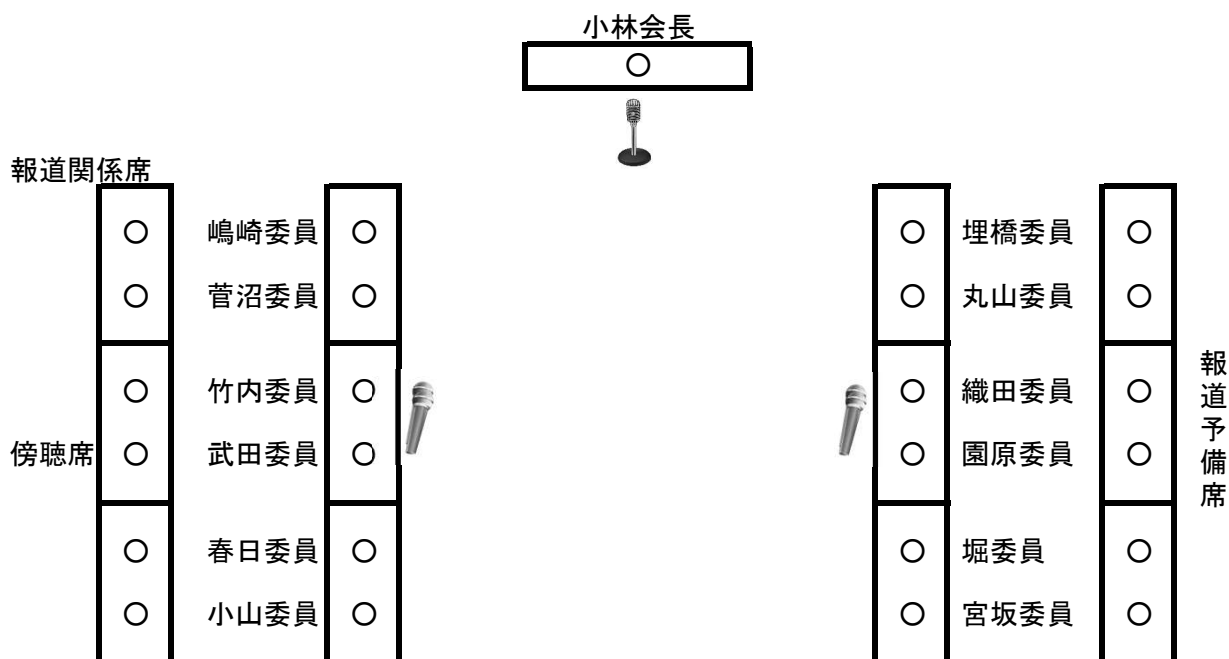 小林会長
報道関係席
嶋崎委員
菅沼委員
竹内委員
傍聴席
武田委員
春日委員
小山委員
埋橋委員
丸山委員
織田委員
園原委員
堀委員
宮坂委員
報道予備席